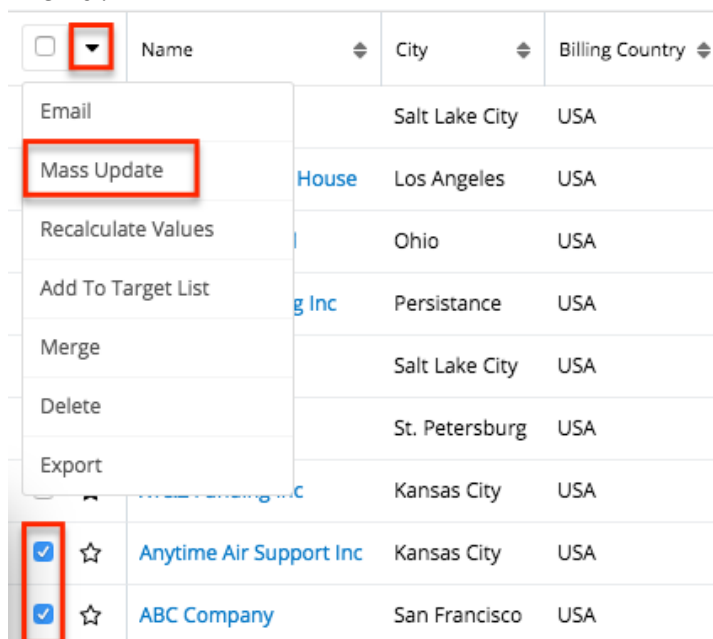 Name City Billing Country
Email
Salt Lake City USA
Mass Update
House Los Angeles USA
Recalculate Values
Ohio USA
Add To Target List
g Inc Persistance USA
Merge
Salt Lake City USA
Delete
St. Petersburg USA
Export
Kansas City USA
Anytime Air Support Inc Kansas City USA
ABC Company San Francisco USA